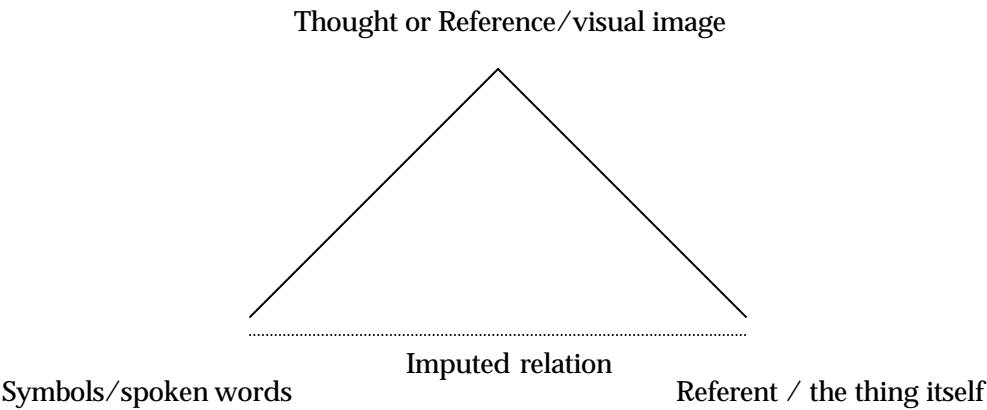 Thought or Reference/visual image
Imputed relation
Symbols/spoken words
Referent / the thing itself